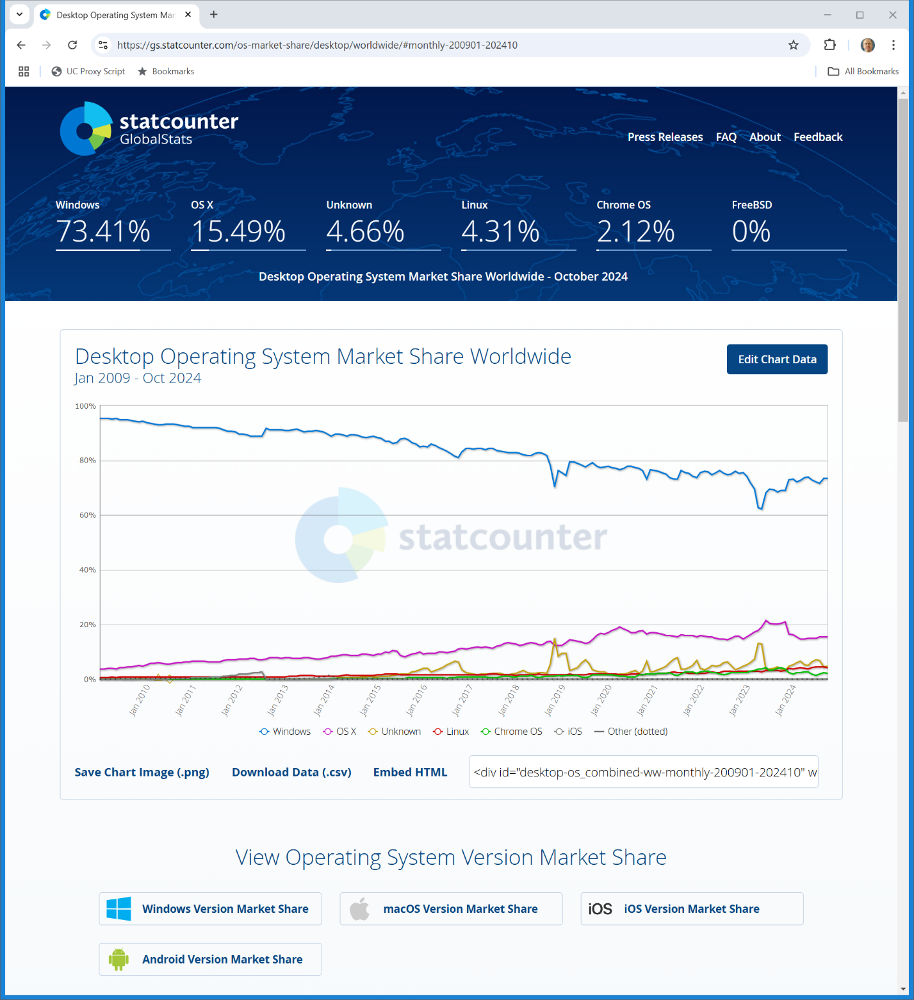 Desktop Operating System Mar
https://gs.statcounter.com/os-market-share/desktop/worldwide/#monthly-200901-202410
UC Proxy Script
Bookmarks
All Bookmarks
statcounter
GlobalStats
Press Releases
FAQ
About
Feedback
Windows
73.41%
OS X
15.49%
Unknown
4.66%
Linux
4.31%
Chrome OS
2.12%
FreeBSD
0%
Desktop Operating System Market Share Worldwide - October 2024
Desktop Operating System Market Share Worldwide
Jan 2009 - Oct 2024
Edit Chart Data
100%
80%
60%
40%
20%
0%
statcounter
Jan 2010
Jan 2011
Jan 2012
Jan 2013
Jan 2014
Jan 2015
Jan 2016
Jan 2017
Jan 2018
Jan 2019
Jan 2020
Jan 2021
Jan 2022
Jan 2023
Jan 2024
Windows
OS X
Unknown
Linux
Chrome OS
iOS
Other (dotted)
Save Chart Image (.png)
Download Data (.csv)
Embed HTML
<div id="desktop-os_combined-ww-monthly-200901-202410" w
View Operating System Version Market Share
Windows Version Market Share
macOS Version Market Share
iOS
iOS Version Market Share
Android Version Market Share